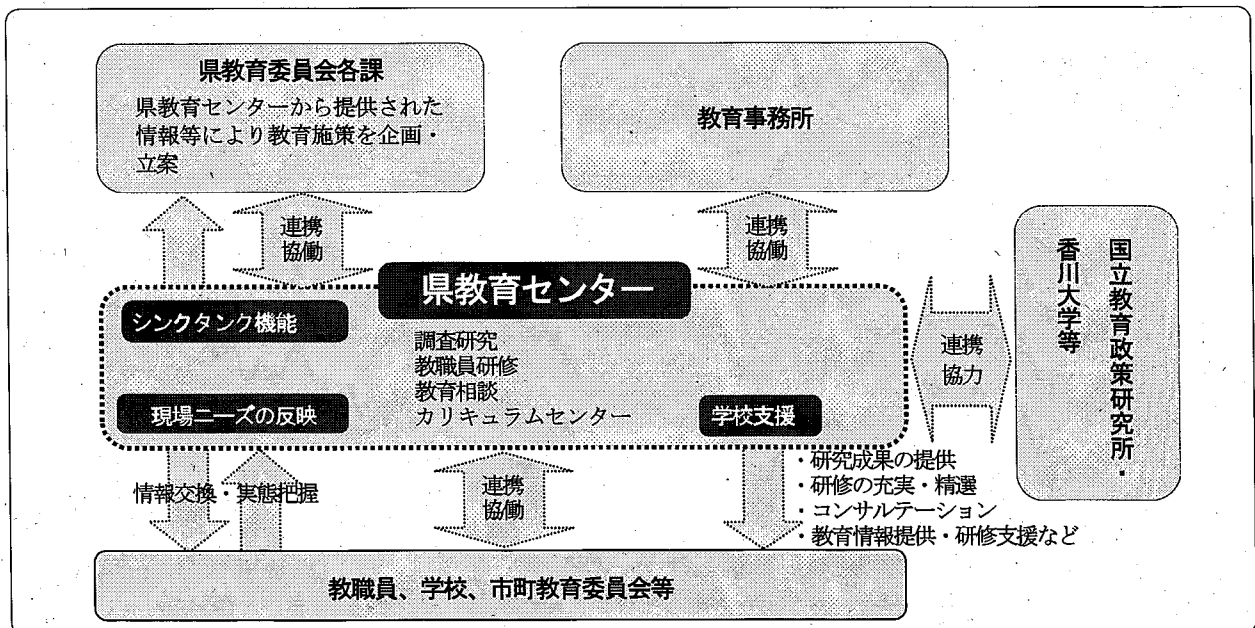 県教育委員会各課
県教育センターから提供された
情報等により教育施策を企画・
立案
教育事務所
連携
協働
連携
協働
県教育センター
シンクタンク機能
調査研究
教職員研修
教育相談
カリキュラムセンター
現場ニーズの反映
学校支援
連携
協力
国立教育政策研究所・
香川大学等
情報交換・実態把握
連携
協働
・研究成果の提供
・研修の充実・精選
・コンサルテーション
・教育情報提供・研修支援など
教職員、学校、市町教育委員会等